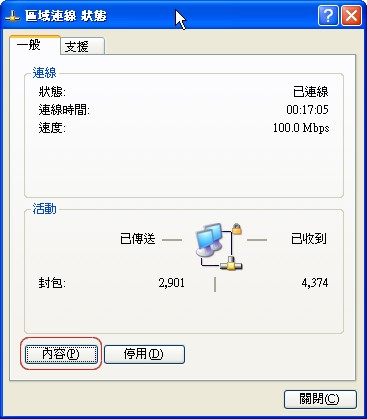 區域連線 狀態
一般 支援
連線
狀態: 已連線
連線時間: 00:17:05
速度: 100.0 Mbps
活動
已傳送 已收到
封包: 2,901 4,374
內容(P) 停用(D)
關閉(C)